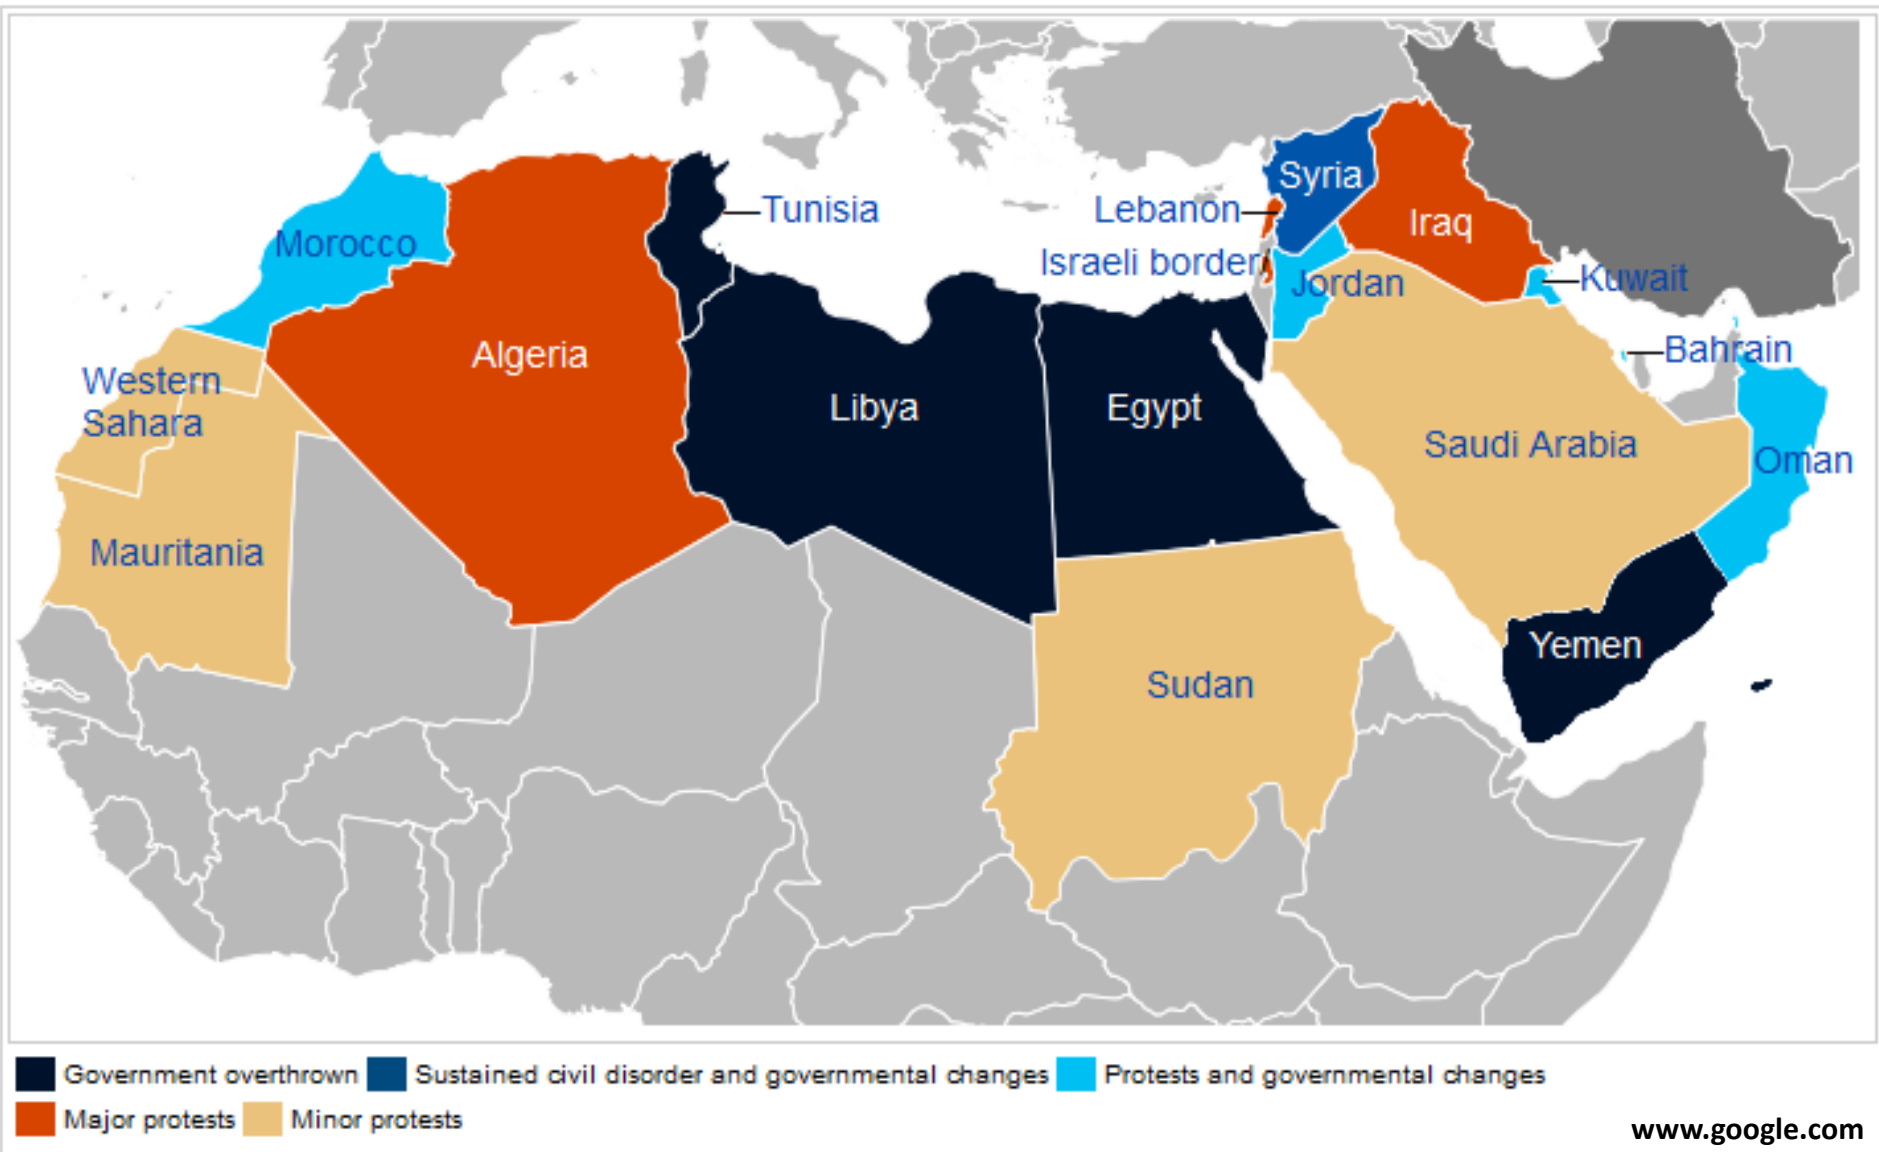 Syria
Tunisia
Lebanon
Iraq
Morocco
Israeli border
Jordan
Kuwait
Algeria
Bahrain
Western
Sahara
Libya
Egypt
Saudi Arabia
Oman
Mauritania
Yemen
Sudan
Government overthrown Sustained civil disorder and governmental changes Protests and governmental changes
Major protests Minor protests
www.google.com